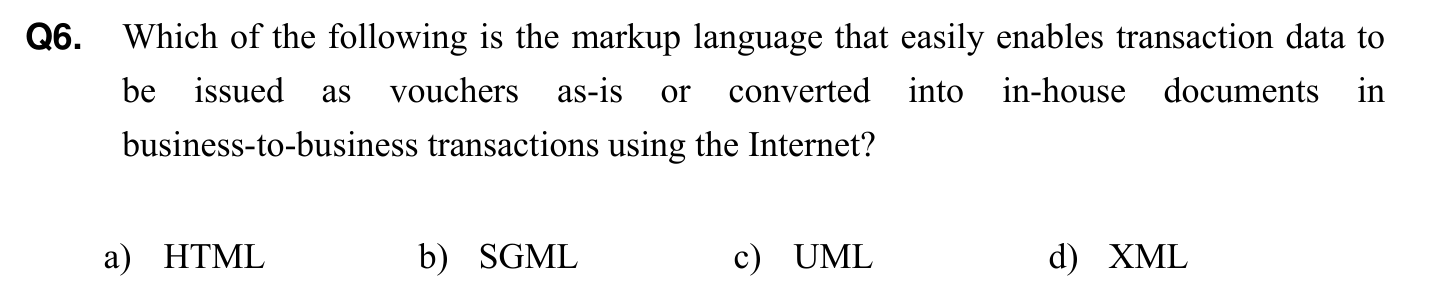 Q6. Which of the following is the markup language that easily enables transaction data to
be issued as vouchers as-is or converted into in-house documents in
business-to-business transactions using the Internet?
a) HTML b) SGML c) UML d) XML